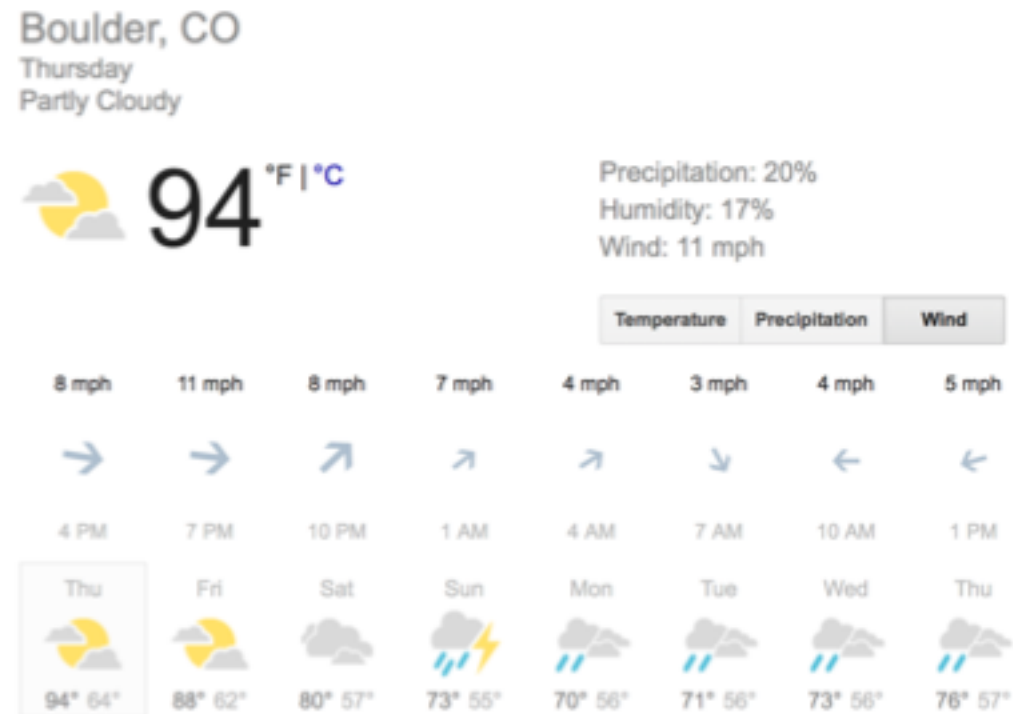 Boulder, CO
Thursday
Partly Cloudy
94 °F | °C
Precipitation: 20%
Humidity: 17%
Wind: 11 mph
Temperature Precipitation Wind
8 mph 11 mph 8 mph 7 mph 4 mph 3 mph 4 mph 5 mph
4 PM 7 PM 10 PM 1 AM 4 AM 7 AM 10 AM 1 PM
Thu Fri Sat Sun Mon Tue Wed Thu
94° 64° 88° 62° 80° 57° 73° 55° 70° 56° 71° 56° 73° 56° 76° 57°